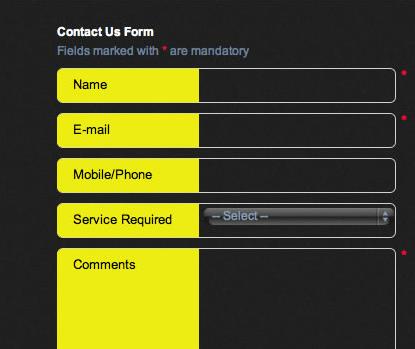 Contact Us Form
Fields marked with * are mandatory
Name *
E-mail *
Mobile/Phone
Service Required -- Select --
Comments *